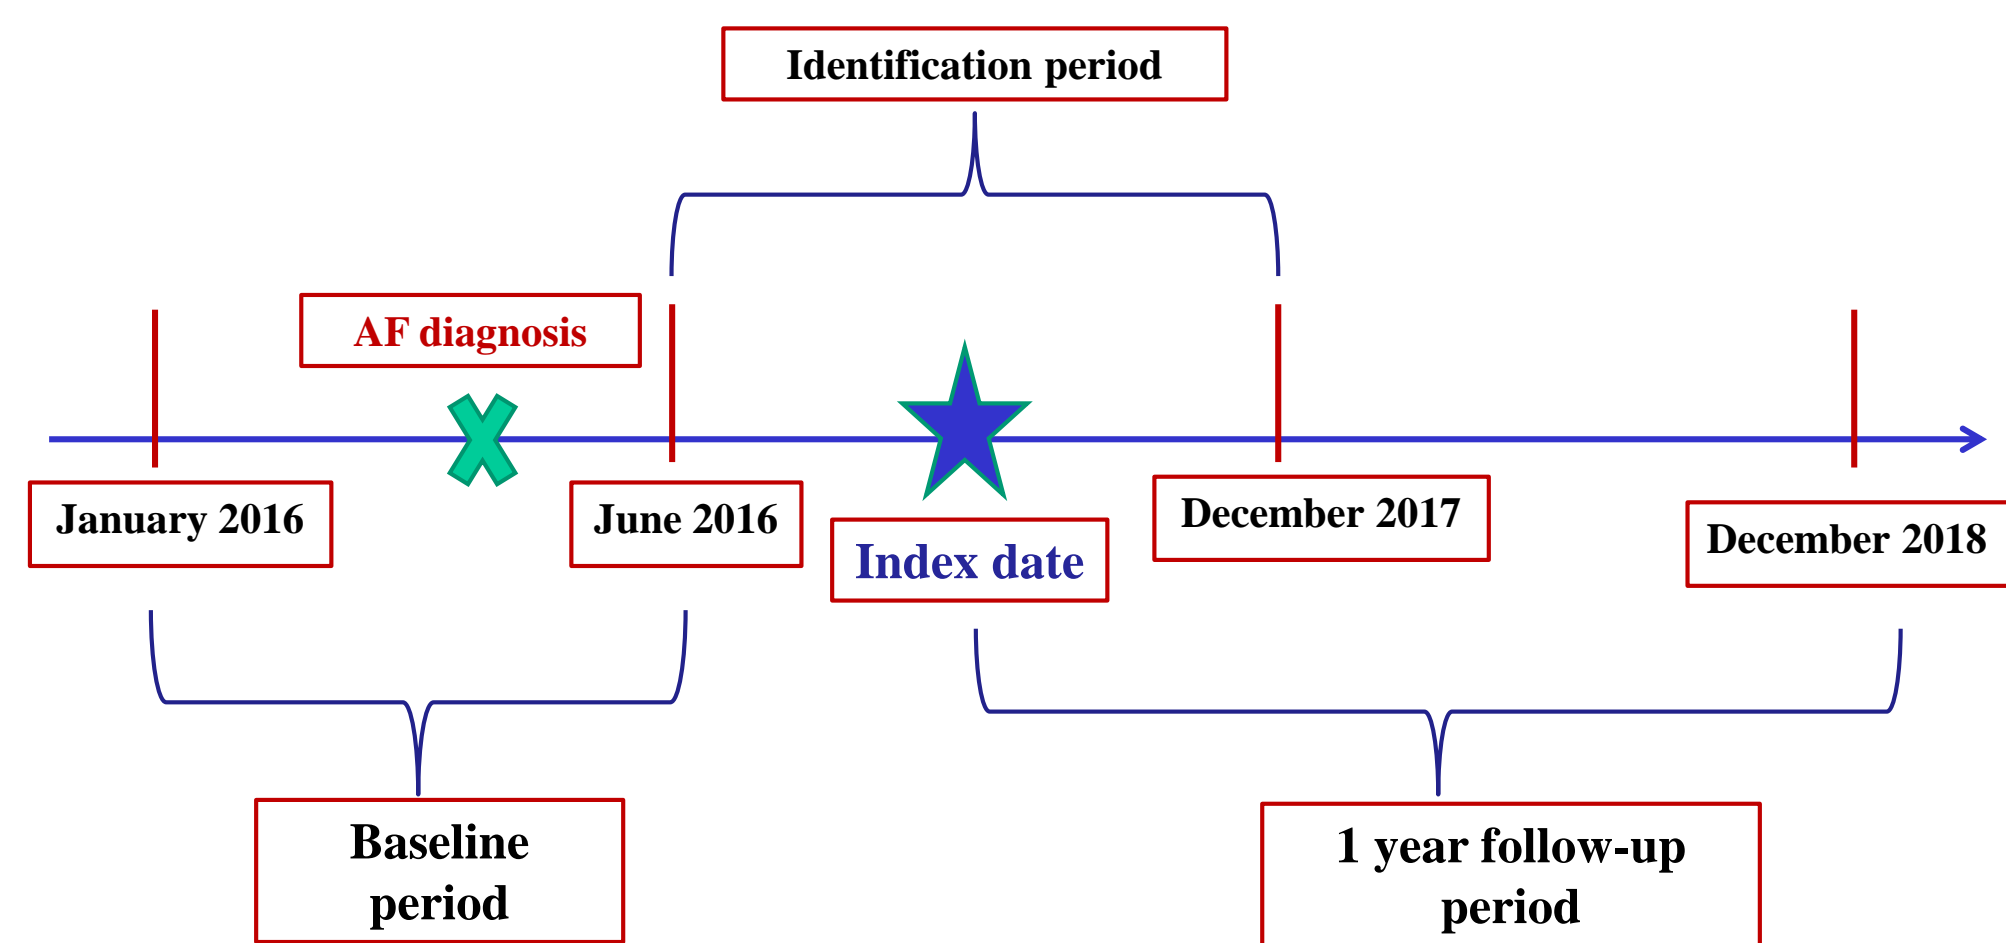 Identification period
AF diagnosis
January 2016
June 2016
Index date
December 2017
December 2018
Baseline
period
1 year follow-up
period